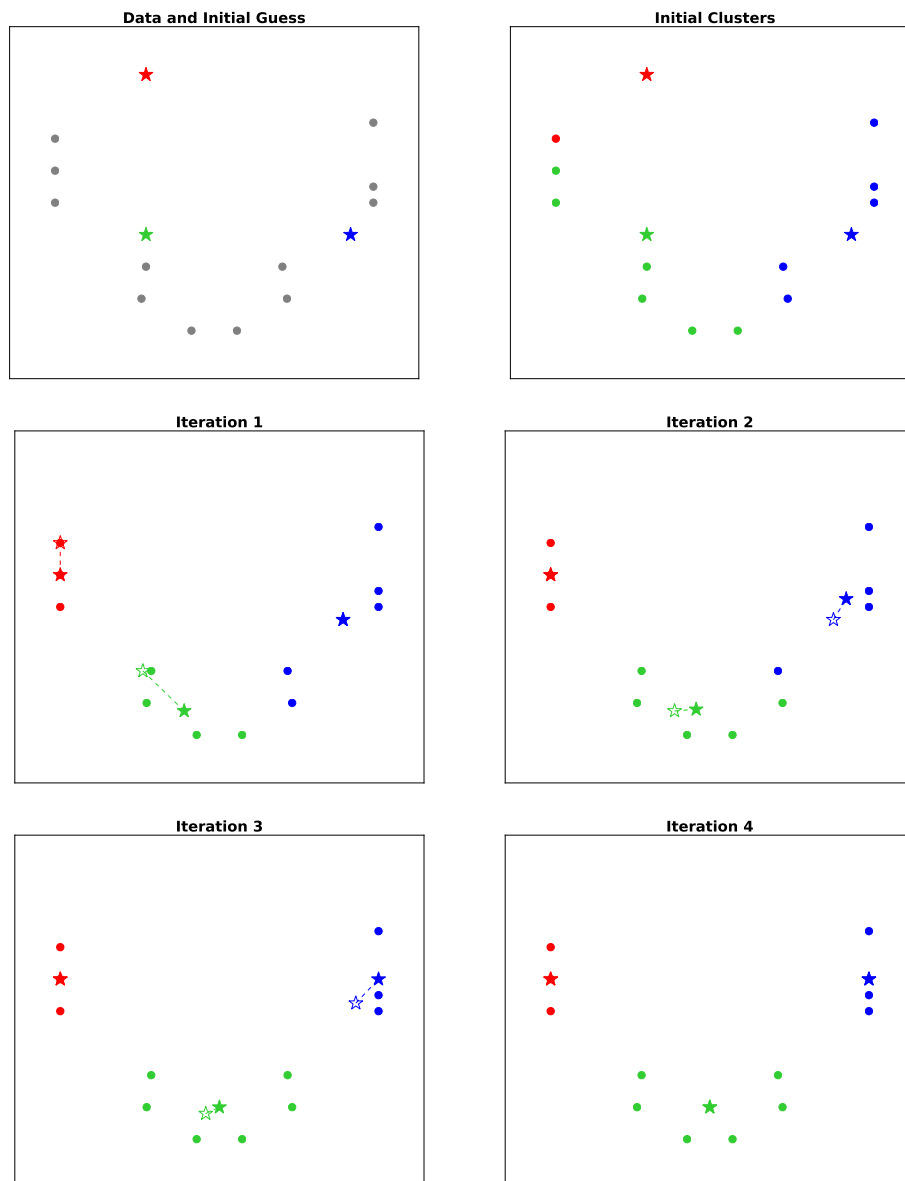 Data and Initial Guess
Initial Clusters
Iteration 1
Iteration 2
Iteration 3
Iteration 4